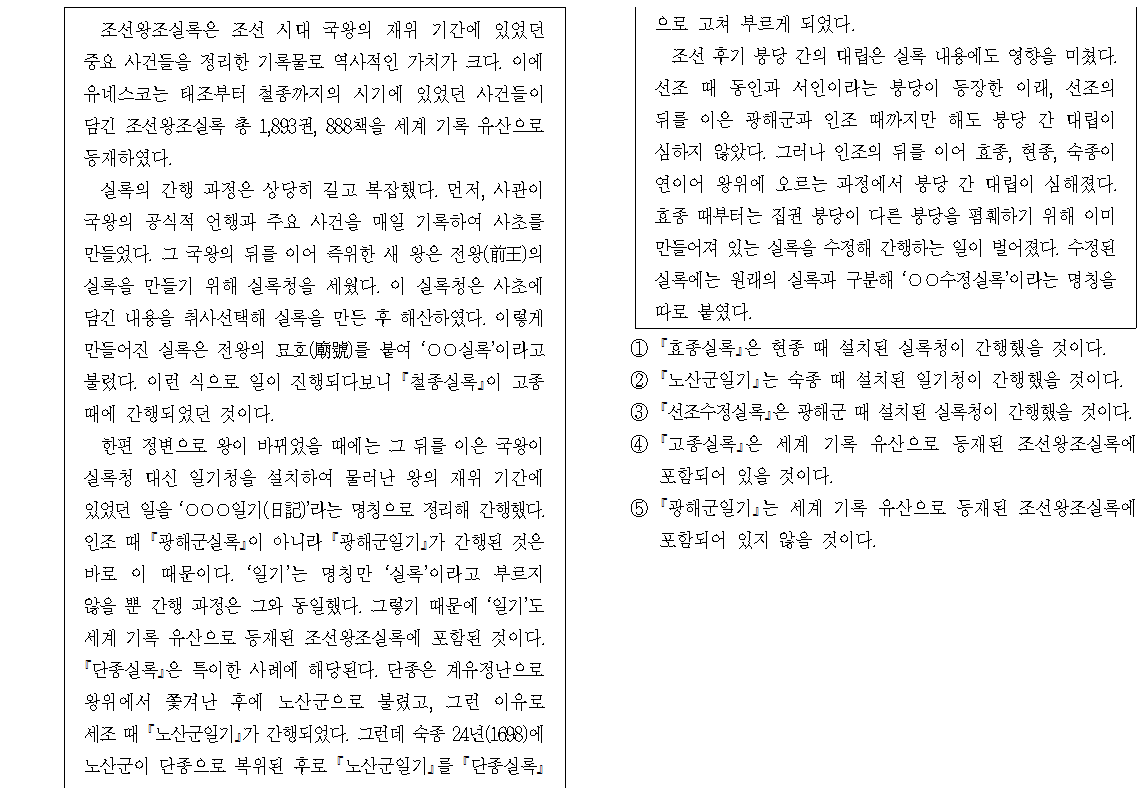 조선왕조실록은 조선 시대 국왕의 재위 기간에 있었던
중요 사건들을 정리한 기록물로 역사적인 가치가 크다. 이에
유네스코는 태조부터 철종까지의 시기에 있었던 사건들이
담긴 조선왕조실록 총 1,893권, 888책을 세계 기록 유산으로
등재하였다.
실록의 간행 과정은 상당히 길고 복잡했다. 먼저, 사관이
국왕의 공식적 언행과 주요 사건을 매일 기록하여 사초를
만들었다. 그 국왕의 뒤를 이어 즉위한 새 왕은 전왕(前王)의
실록을 만들기 위해 실록청을 세웠다. 이 실록청은 사초에
담긴 내용을 취사선택해 실록을 만든 후 해산하였다. 이렇게
만들어진 실록은 전왕의 묘호(廟號)를 붙여 ‘○○실록’이라고
불렀다. 이런 식으로 일이 진행되다보니 『철종실록』이 고종
때에 간행되었던 것이다.
한편 정변으로 왕이 바뀌었을 때에는 그 뒤를 이은 국왕이
실록청 대신 일기청을 설치하여 물러난 왕의 재위 기간에
있었던 일을 ‘○○○일기(日記)’라는 명칭으로 정리해 간행했다.
인조 때 『광해군실록』이 아니라 『광해군일기』가 간행된 것은
바로 이 때문이다. ‘일기’는 명칭만 ‘실록’이라고 부르지
않을 뿐 간행 과정은 그와 동일했다. 그렇기 때문에 ‘일기’도
세계 기록 유산으로 등재된 조선왕조실록에 포함된 것이다.
『단종실록』은 특이한 사례에 해당된다. 단종은 계유정난으로
왕위에서 쫓겨난 후에 노산군으로 불렸고, 그런 이유로
세조 때 『노산군일기』가 간행되었다. 그런데 숙종 24년(1698)에
노산군이 단종으로 복위된 후로 『노산군일기』를 『단종실록』
으로 고쳐 부르게 되었다.
조선 후기 붕당 간의 대립은 실록 내용에도 영향을 미쳤다.
선조 때 동인과 서인이라는 붕당이 등장한 이래, 선조의
뒤를 이은 광해군과 인조 때까지만 해도 붕당 간 대립이
심하지 않았다. 그러나 인조의 뒤를 이어 효종, 현종, 숙종이
연이어 왕위에 오르는 과정에서 붕당 간 대립이 심해졌다.
효종 때부터는 집권 붕당이 다른 붕당을 폄훼하기 위해 이미
만들어져 있는 실록을 수정해 간행하는 일이 벌어졌다. 수정된
실록에는 원래의 실록과 구분해 ‘○○수정실록’이라는 명칭을
따로 붙였다.
① 『효종실록』은 현종 때 설치된 실록청이 간행했을 것이다.
② 『노산군일기』는 숙종 때 설치된 일기청이 간행했을 것이다.
③ 『선조수정실록』은 광해군 때 설치된 실록청이 간행했을 것이다.
④ 『고종실록』은 세계 기록 유산으로 등재된 조선왕조실록에
포함되어 있을 것이다.
⑤ 『광해군일기』는 세계 기록 유산으로 등재된 조선왕조실록에
포함되어 있지 않을 것이다.